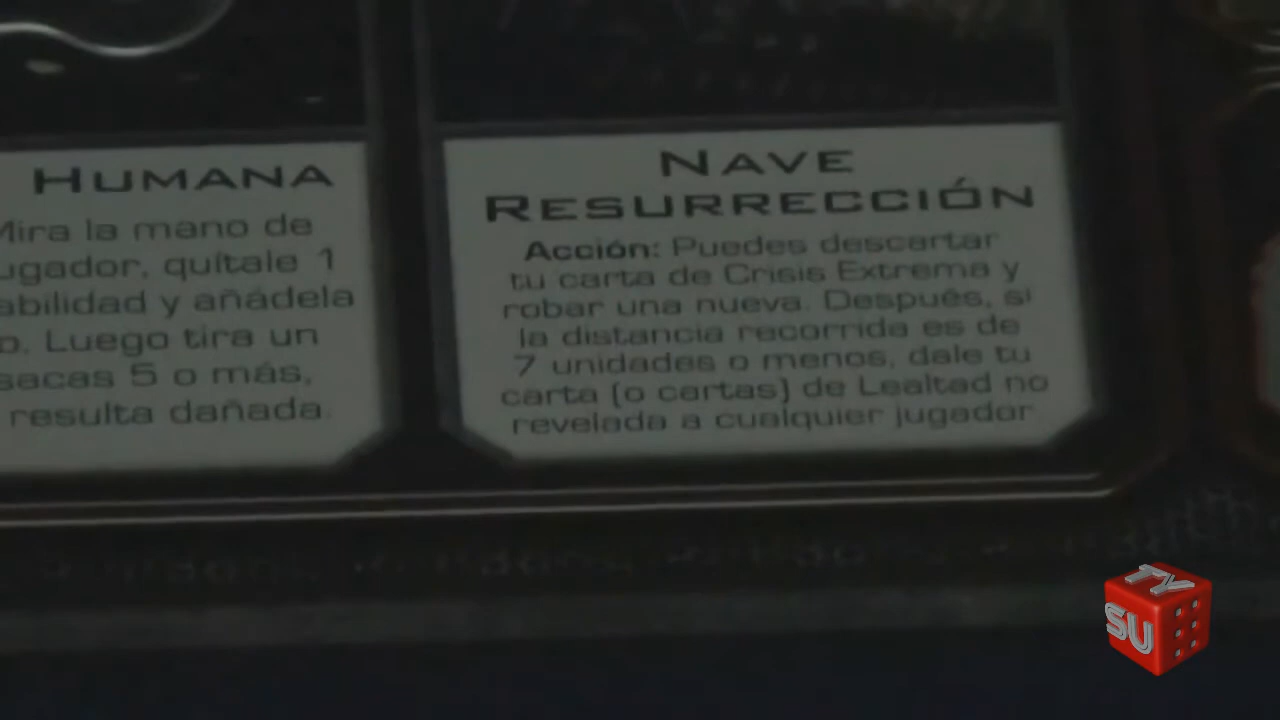 HUMANA
Mira la mano de
ugador, quítale 1
abilidad y añádela
o. Luego tira un
sacas 5 o más,
resulta dañada.
NAVE
RESURRECCIÓN
Acción: Puedes descartar
tu carta de Crisis Extrema y
robar una nueva. Después, si
la distancia recorrida es de
7 unidades o menos, dale tu
carta (o cartas) de Lealtad no
revelada a cualquier jugador
TY
SU